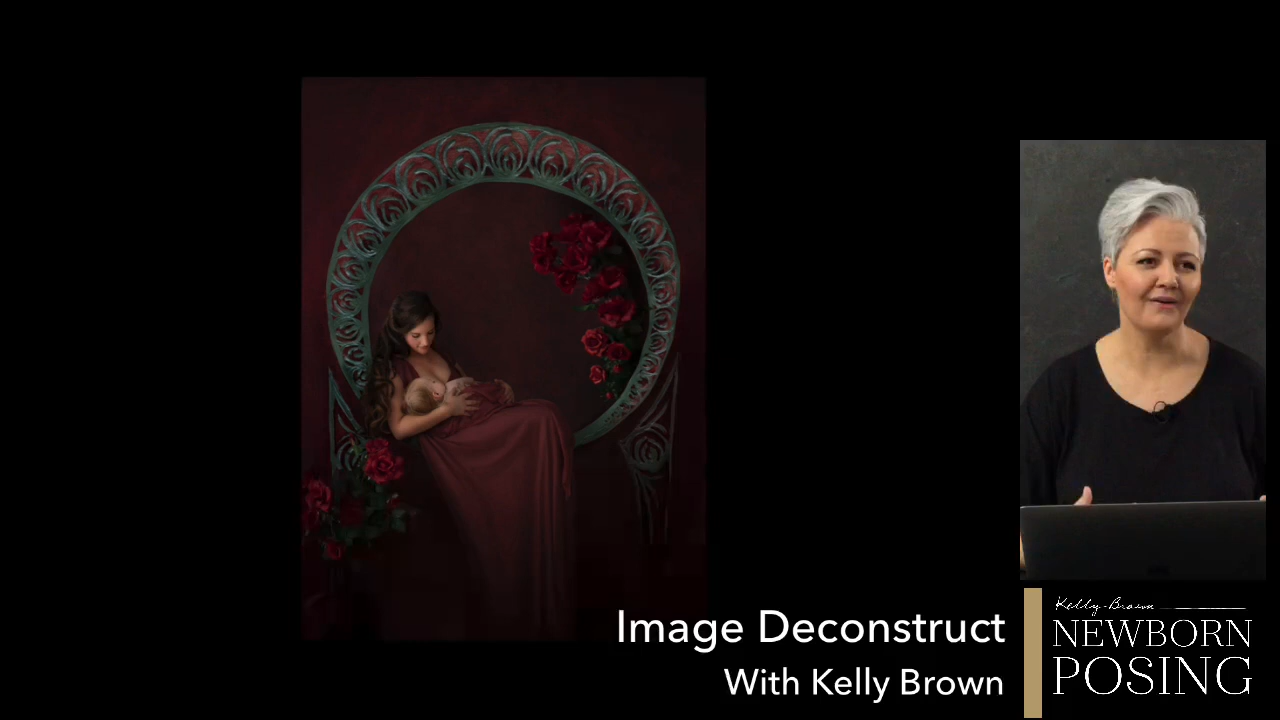 Image Deconstruct
With Kelly Brown
Kelly Brown
NEWBORN
POSING